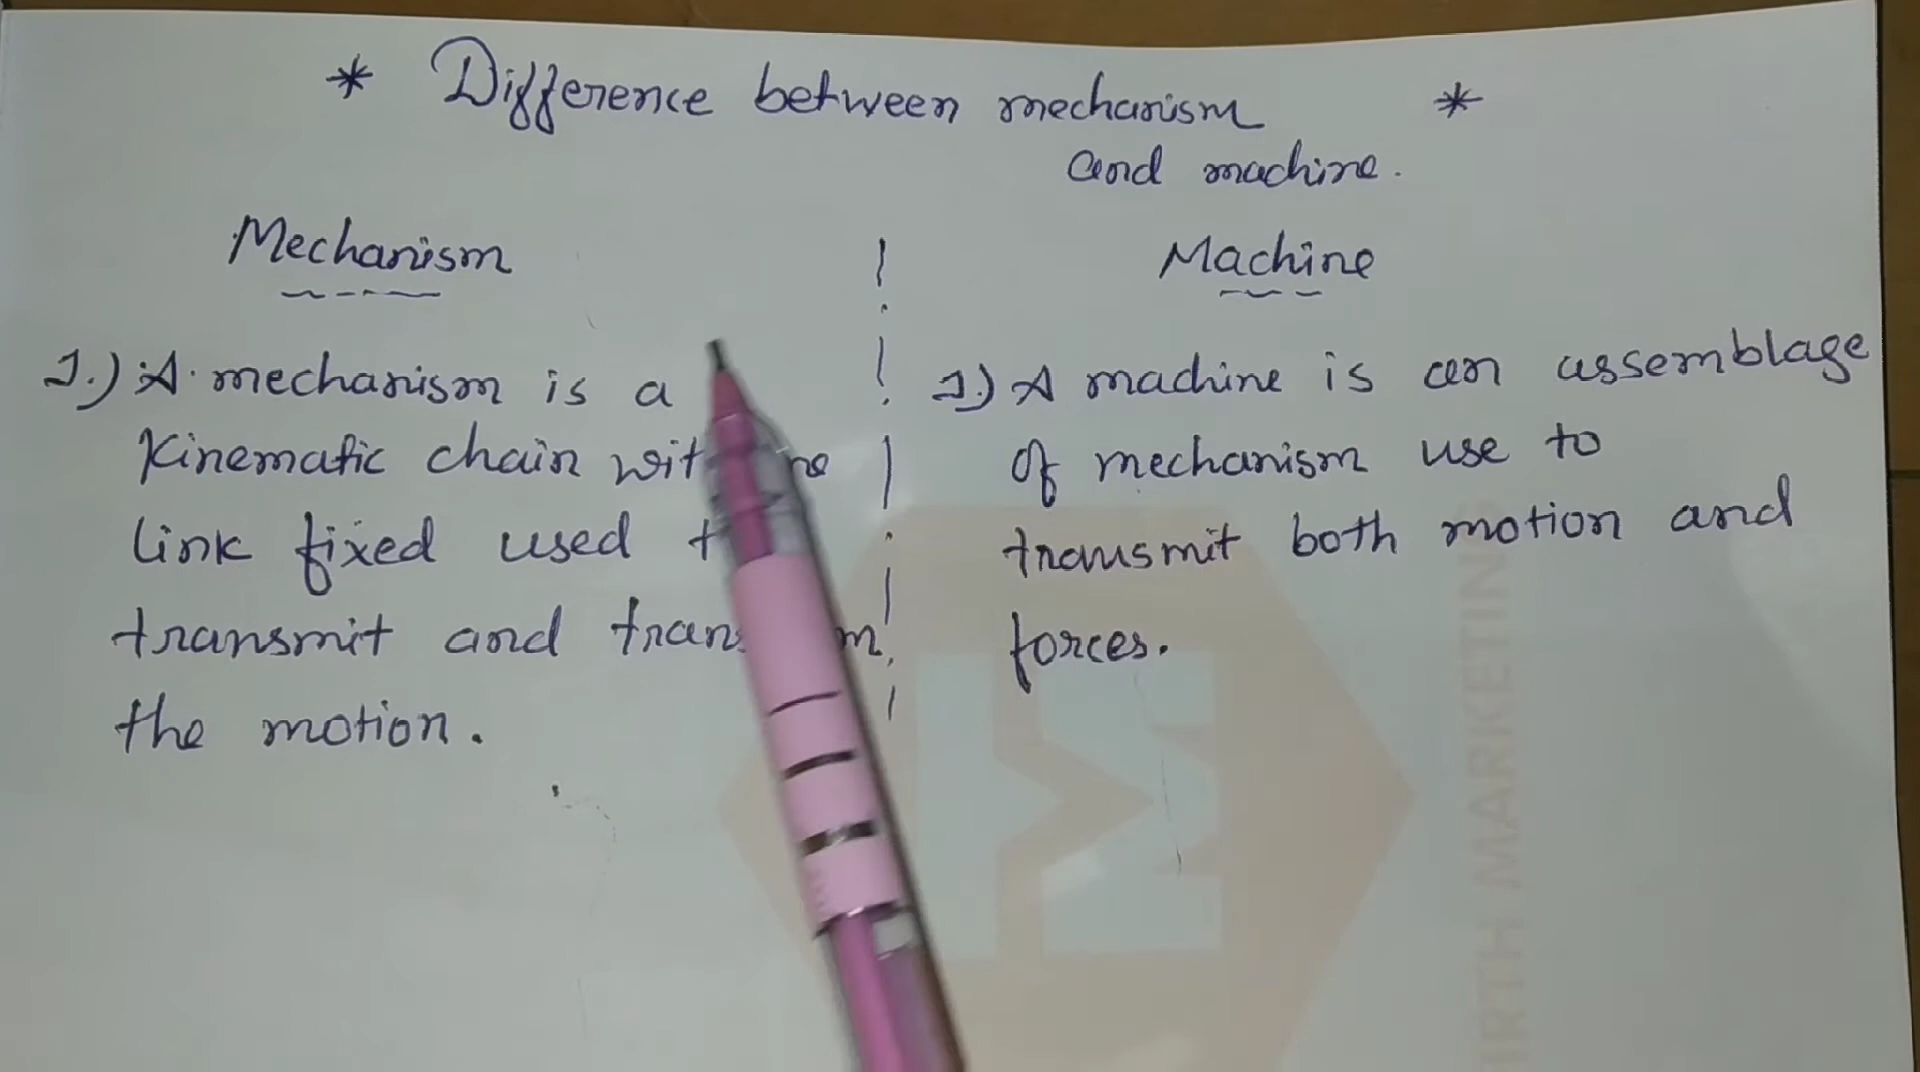 * Difference between mechanism *
and machine.
Mechanism
Machine
1.) A mechanism is a
Kinematic chain
link fixed used
transmit and
the motion.
1.) A machine is an assemblage
of mechanism use to
transmit both motion and
forces.
MARKETING